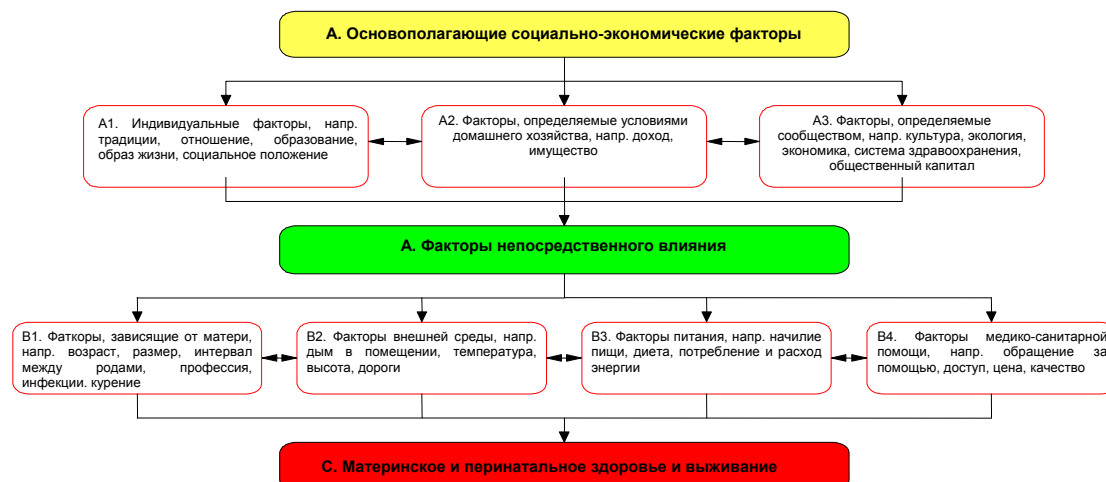 А. Основополагающие социально-экономические факторы
А1. Индивидуальные факторы, напр.
традиции, отношение, образование,
образ жизни, социальное положение
А2. Факторы, определяемые условиями
домашнего хозяйства, напр. доход,
имущество
А3. Факторы, определяемые
сообществом, напр. культура, экология,
экономика, система здравоохранения,
общественный капитал
А. Факторы непосредственного влияния
В1. Фаткоры, зависящие от матери,
напр. возраст, размер, интервал
между родами, профессия,
инфекции. курение
В2. Факторы внешней среды, напр.
дым в помещении, температура,
высота, дороги
В3. Факторы питания, напр. начилие
пищи, диета, потребление и расход
энергии
В4. Факторы медико-санитарной
помощи, напр. обращение за
помощью, доступ, цена, качество
С. Материнское и перинатальное здоровье и выживание